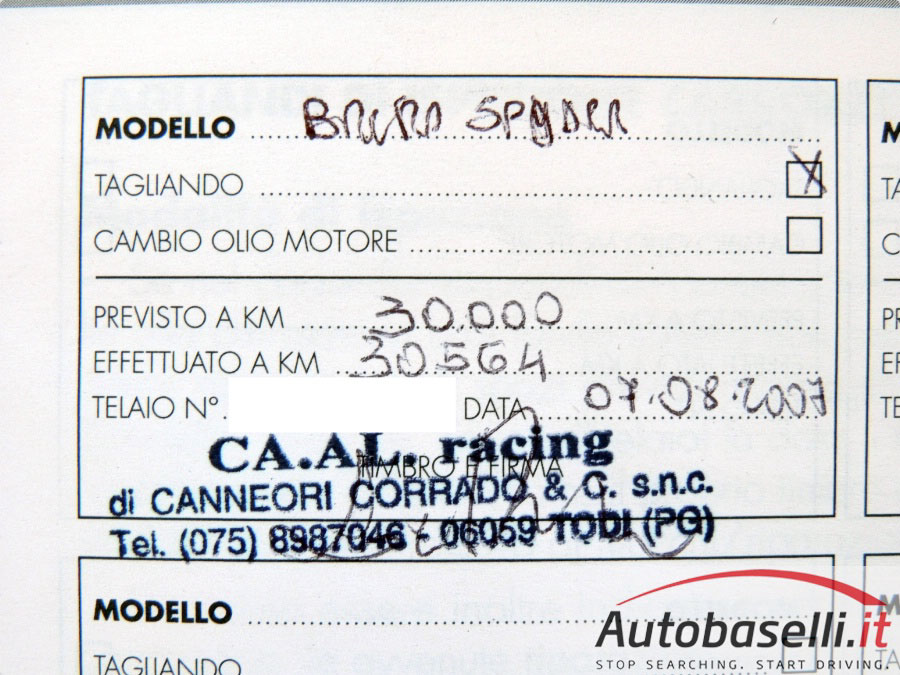 MODELLO BRERA SPYDER
TAGLIANDO X
CAMBIO OLIO MOTORE
PREVISTO A KM 30.000
EFFETTUATO A KM 30564
TELAIO N°. DATA 07.08.2007
CA.AL. racing
TIMBRO E FIRMA
di CANNEORI CORRADO & C. s.n.c.
Tel. (075) 8987046 - 06059 TODI (PG)
MODELLO
TAGLIANDO
Autobaselli.it
STOP SEARCHING. START DRIVING.